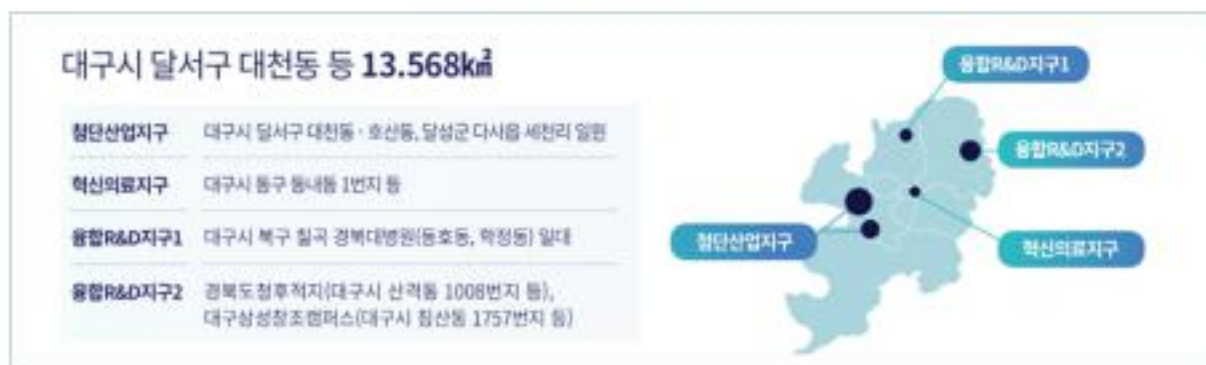 대구시 달서구 대천동 등 13.568㎢
첨단산업지구 대구시 달서구 대천동 · 호산동, 달성군 다사읍 세천리 일원
혁신의료지구 대구시 동구 동내동 1번지 등
융합R&D지구1 대구시 북구 칠곡 경북대병원(동호동, 학정동) 일대
융합R&D지구2 경북도청후적지(대구시 산격동 1008번지 등),
대구삼성창조캠퍼스(대구시 침산동 1757번지 등)
융합R&D지구1
융합R&D지구2
첨단산업지구
혁신의료지구